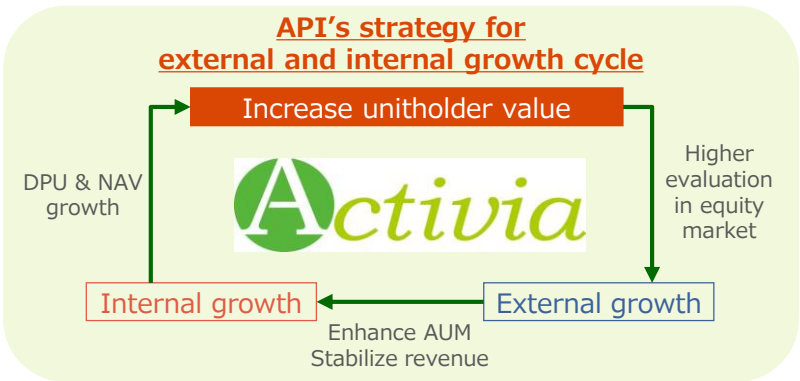 API's strategy for
external and internal growth cycle
Increase unitholder value
DPU & NAV
growth
Activia
Higher
evaluation
in equity
market
Internal growth
External growth
Enhance AUM
Stabilize revenue